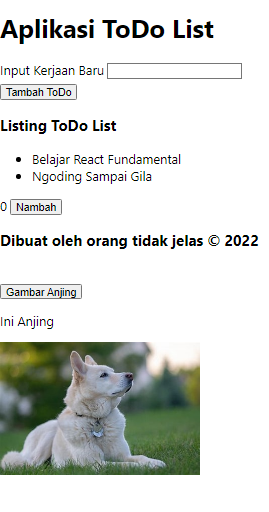 Aplikasi ToDo List
Input Kerjaan Baru
Tambah ToDo
Listing ToDo List
Belajar React Fundamental
Ngoding Sampai Gila
0 Nambah
Dibuat oleh orang tidak jelas © 2022
Gambar Anjing
Ini Anjing